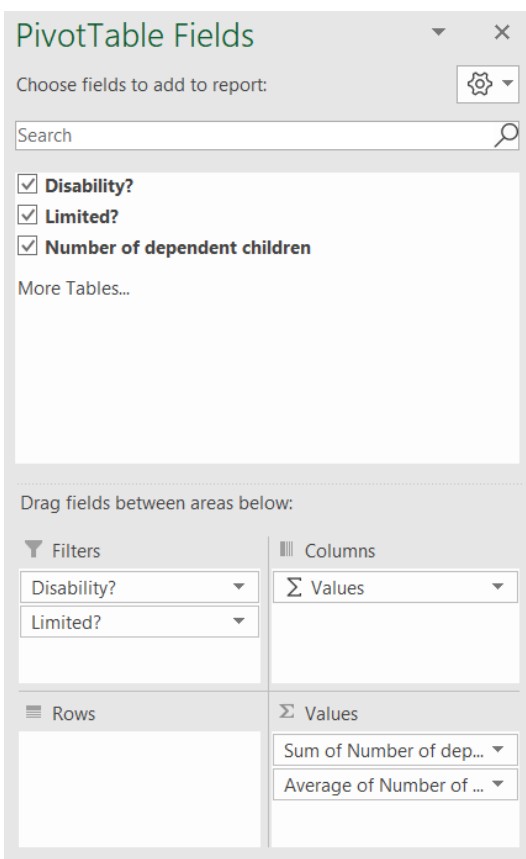 PivotTable Fields
Choose fields to add to report:
Search
Disability?
Limited?
Number of dependent children
More Tables...
Drag fields between areas below:
Filters
Disability?
Limited?
Columns
Σ Values
Rows
Σ Values
Sum of Number of dep...
Average of Number of ...